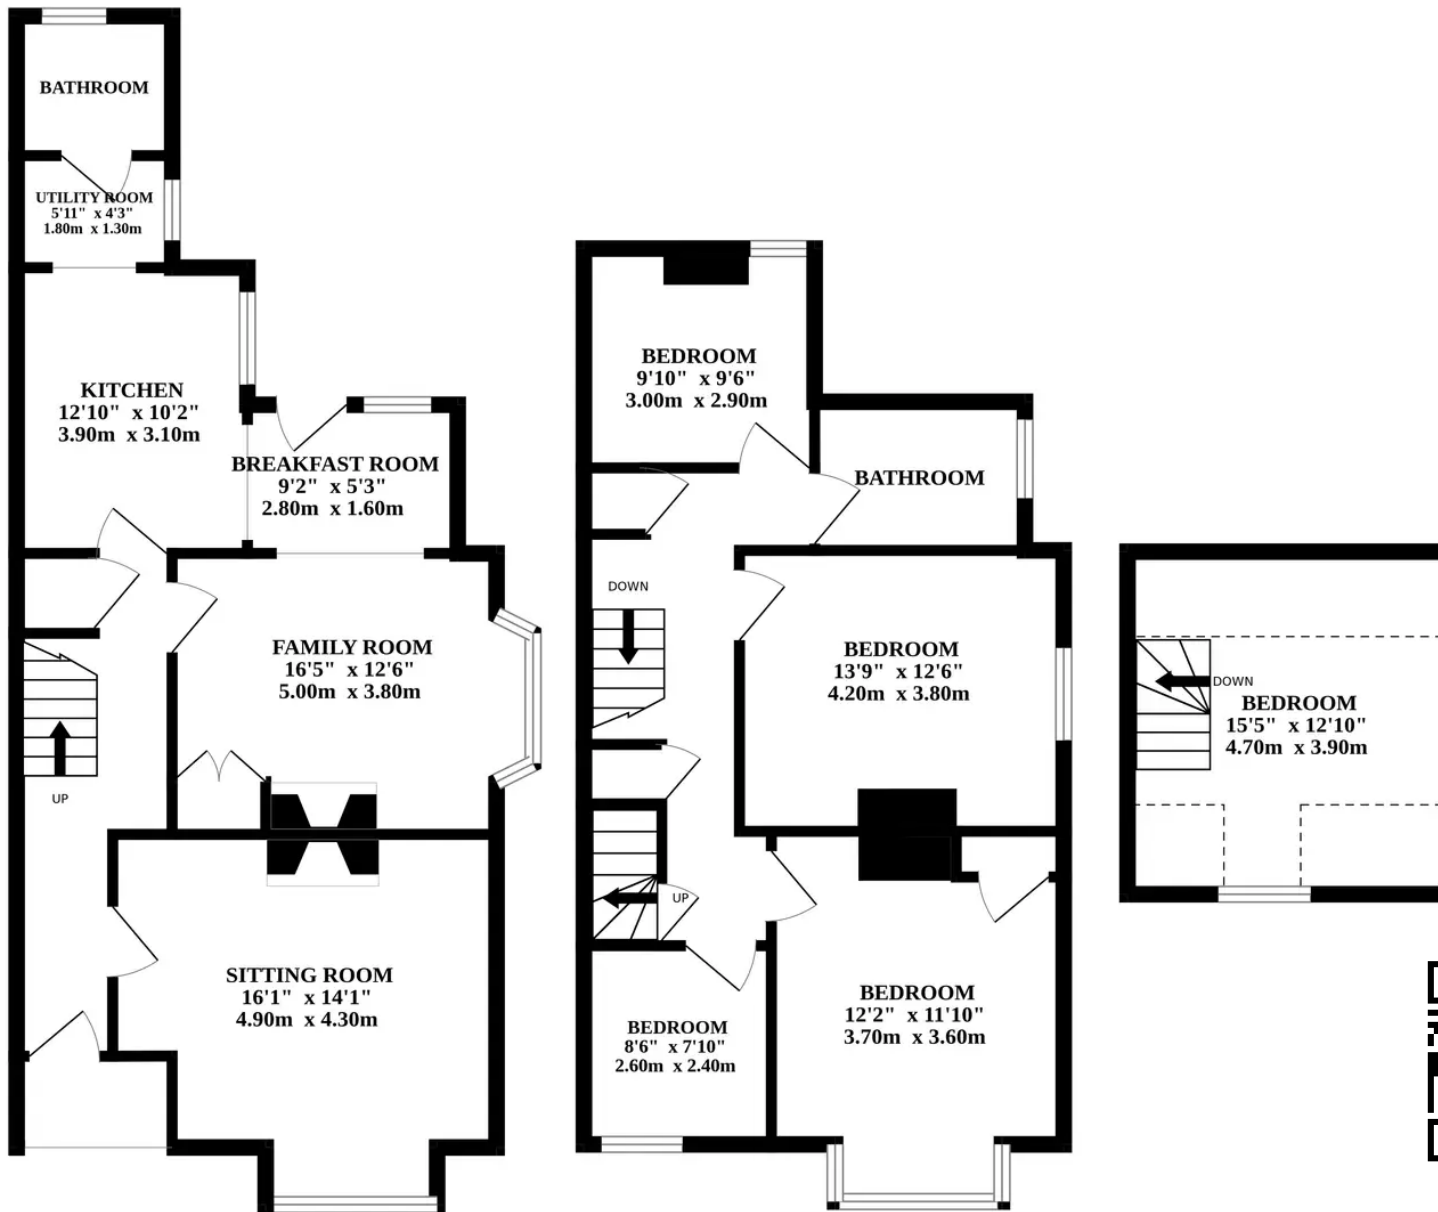 BATHROOM
UTILITY ROOM
5'11" x 4'3"
1.80m x 1.30m
KITCHEN
12'10" x 10'2"
3.90m x 3.10m
BREAKFAST ROOM
9'2" x 5'3"
2.80m x 1.60m
FAMILY ROOM
16'5" x 12'6"
5.00m x 3.80m
UP
SITTING ROOM
16'1" x 14'1"
4.90m x 4.30m
BEDROOM
9'10" x 9'6"
3.00m x 2.90m
BATHROOM
DOWN
BEDROOM
13'9" x 12'6"
4.20m x 3.80m
UP
BEDROOM
8'6" x 7'10"
2.60m x 2.40m
BEDROOM
12'2" x 11'10"
3.70m x 3.60m
DOWN
BEDROOM
15'5" x 12'10"
4.70m x 3.90m